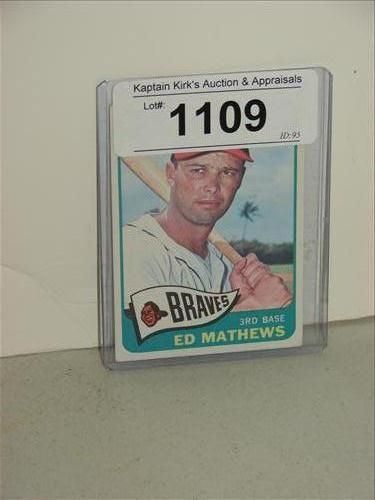 Kaptain Kirk's Auction & Appraisals
Lot#: 1109
ID:95
BRAVES
3RD BASE
ED MATHEWS